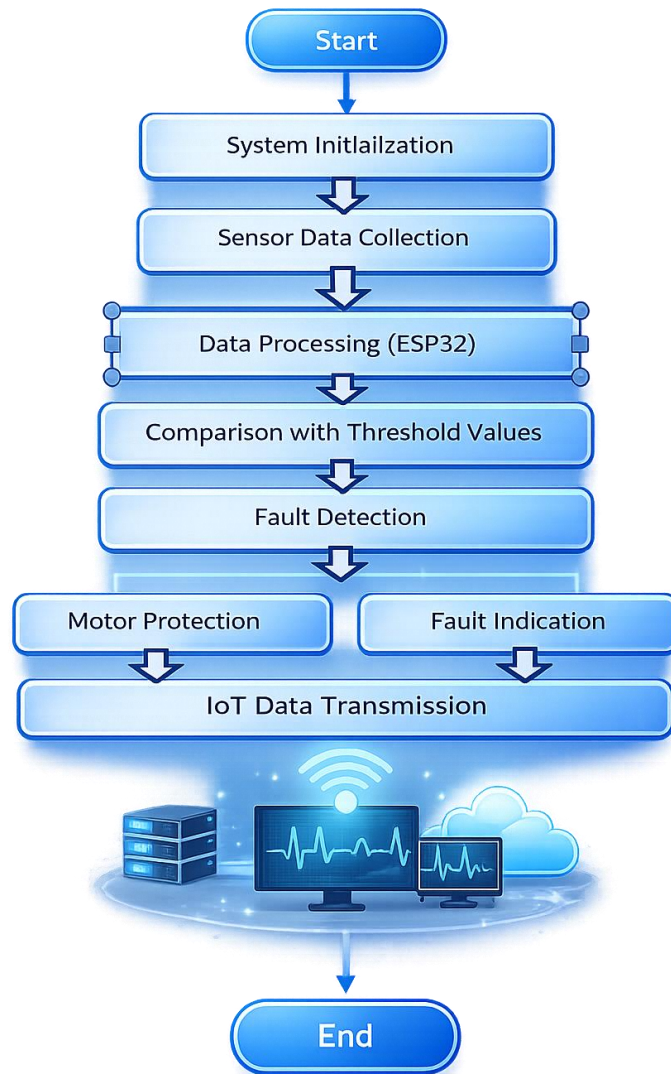 Start
System Initlailzation
Sensor Data Collection
Data Processing (ESP32)
Comparison with Threshold Values
Fault Detection
Motor Protection
Fault Indication
IoT Data Transmission
End